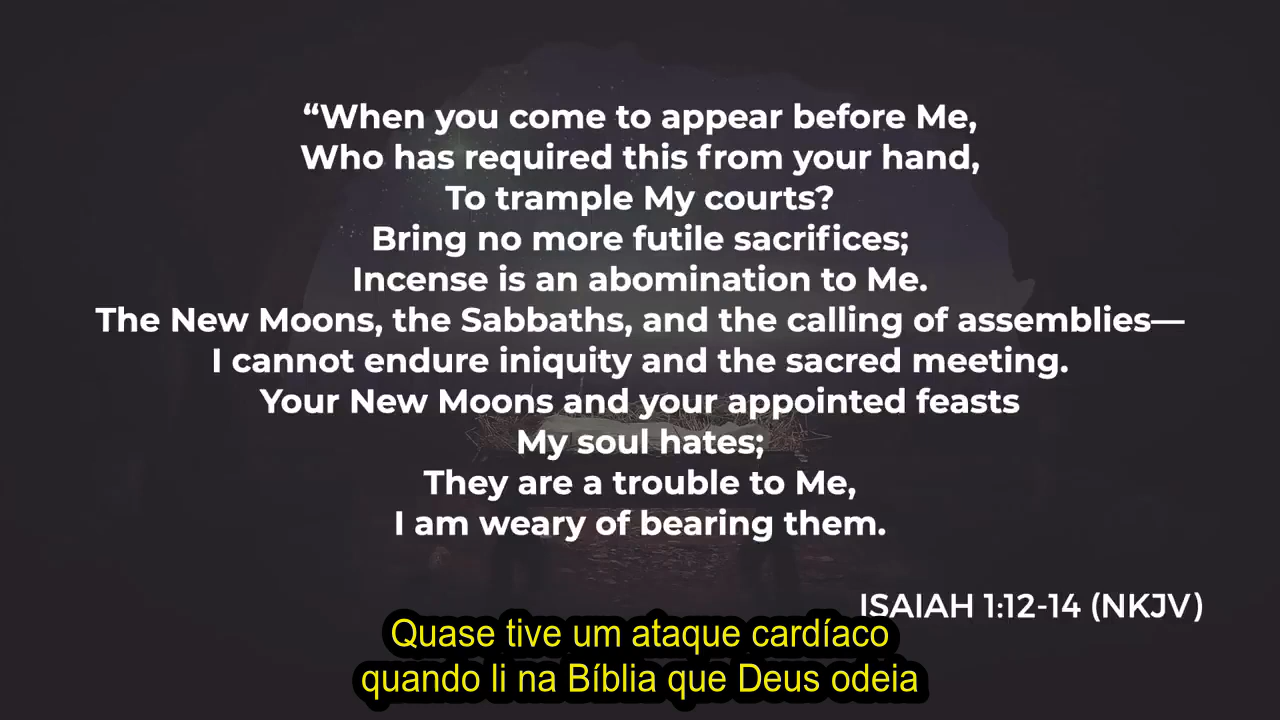 “When you come to appear before Me,
Who has required this from your hand,
To trample My courts?
Bring no more futile sacrifices;
Incense is an abomination to Me.
The New Moons, the Sabbaths, and the calling of assemblies—
I cannot endure iniquity and the sacred meeting.
Your New Moons and your appointed feasts
My soul hates;
They are a trouble to Me,
I am weary of bearing them.
ISAIAH 1:12-14 (NKJV)
Quase tive um ataque cardíaco
quando li na Bíblia que Deus odeia